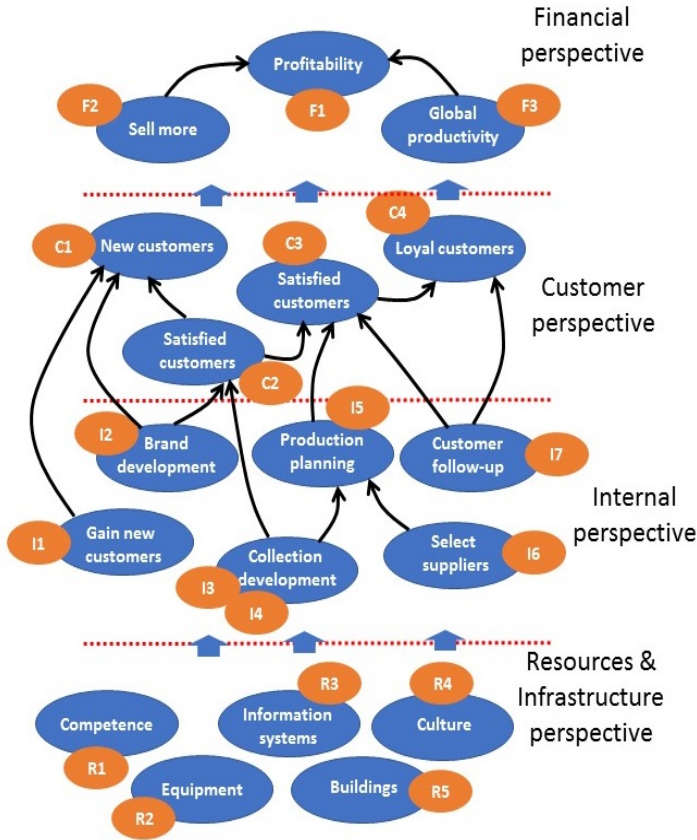 Financial
perspective
Profitability
F1
F2
Sell more
Global
productivity
F3
C1
New customers
C3
Satisfied
customers
C4
Loyal customers
Satisfied
customers
C2
Customer
perspective
I2
Brand
development
I5
Production
planning
Customer
follow-up
I7
I1
Gain new
customers
Collection
development
I3
I4
Select
suppliers
I6
Internal
perspective
Competence
R1
Information
systems
R3
R4
Culture
Equipment
R2
Buildings
R5
Resources &
Infrastructure
perspective